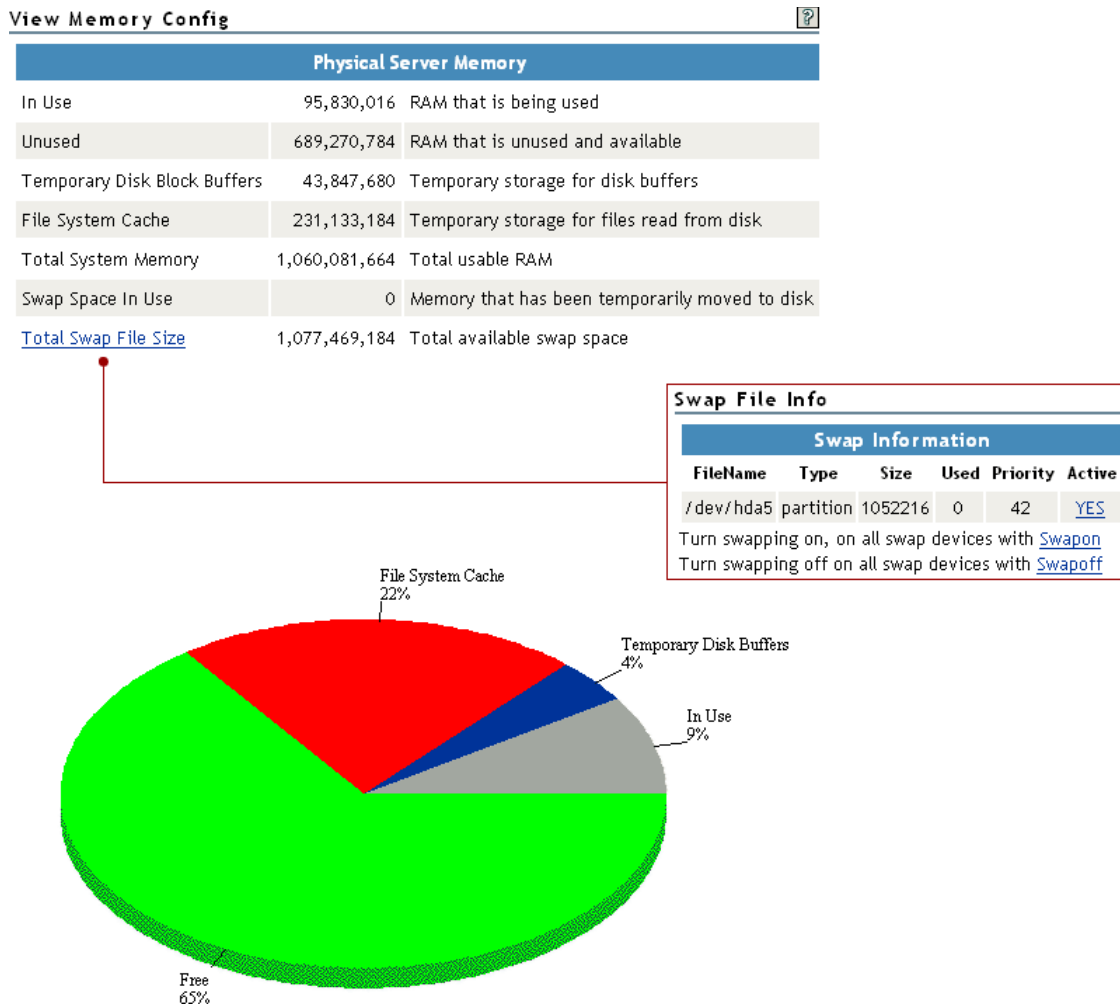 View Memory Config
?
Physical Server Memory
In Use 95,830,016 RAM that is being used
Unused 689,270,784 RAM that is unused and available
Temporary Disk Block Buffers 43,847,680 Temporary storage for disk buffers
File System Cache 231,133,184 Temporary storage for files read from disk
Total System Memory 1,060,081,664 Total usable RAM
Swap Space In Use 0 Memory that has been temporarily moved to disk
Total Swap File Size 1,077,469,184 Total available swap space
Swap File Info
Swap Information
FileName Type Size Used Priority Active
/dev/hda5 partition 1052216 0 42 YES
Turn swapping on, on all swap devices with Swapon
Turn swapping off on all swap devices with Swapoff
File System Cache
22%
Temporary Disk Buffers
4%
In Use
9%
Free
65%